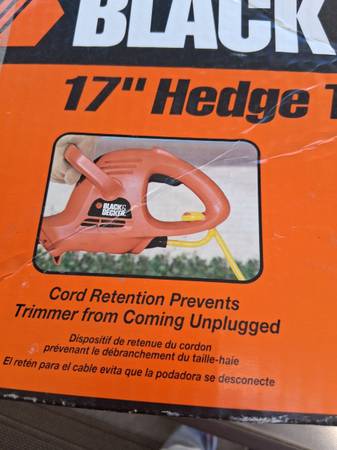 BLACK
17" Hedge
BLACK&
DECKER
Cord Retention Prevents
Trimmer from Coming Unplugged
Dispositif de retenue du cordon
prévenant le débranchement du taille-haie
El retén para el cable evita que la podadora se desconecte